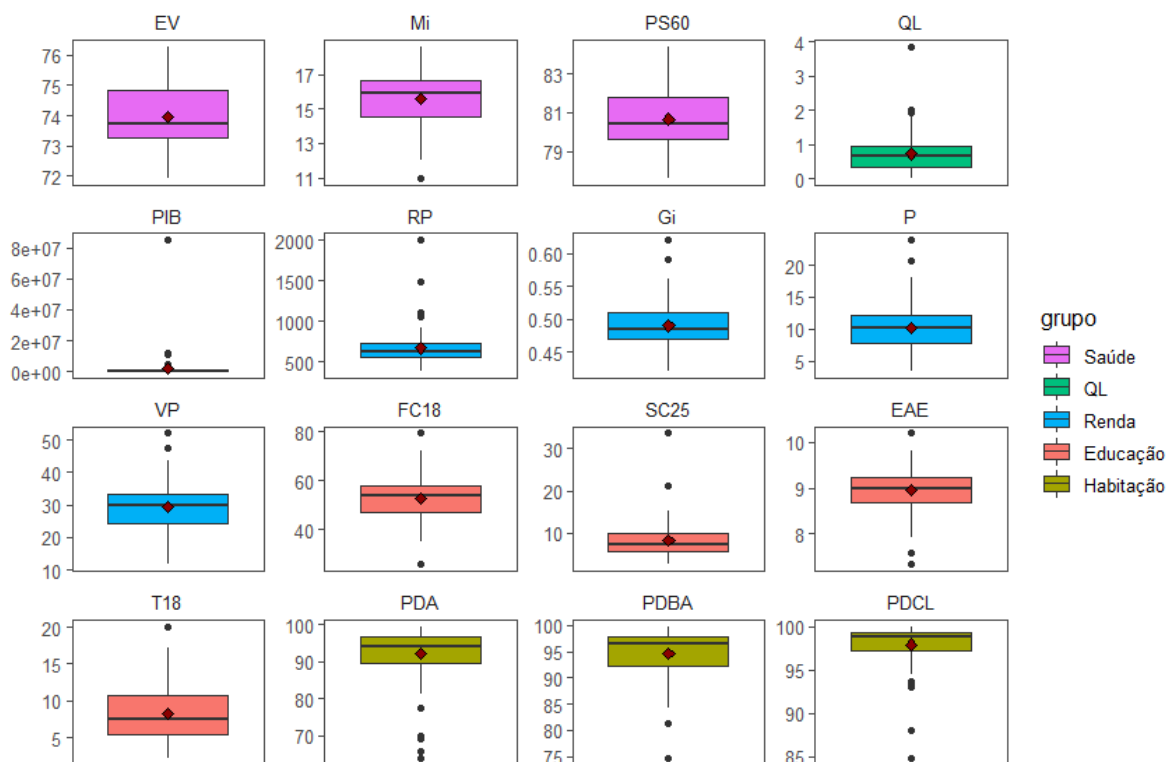 EV
76
75
74
73
72
Mi
17
15
13
11
PS60
83
81
79
QL
4
3
2
1
0
PIB
8e+07
6e+07
4e+07
2e+07
0e+00
RP
2000
1500
1000
500
Gi
0.60
0.55
0.50
0.45
P
20
15
10
5
VP
50
40
30
20
10
FC18
80
60
40
SC25
30
20
10
EAE
10
9
8
T18
20
15
10
5
PDA
100
90
80
70
PDBA
100
95
90
85
80
75
PDCL
100
95
90
85
grupo
Saúde
QL
Renda
Educação
Habitação